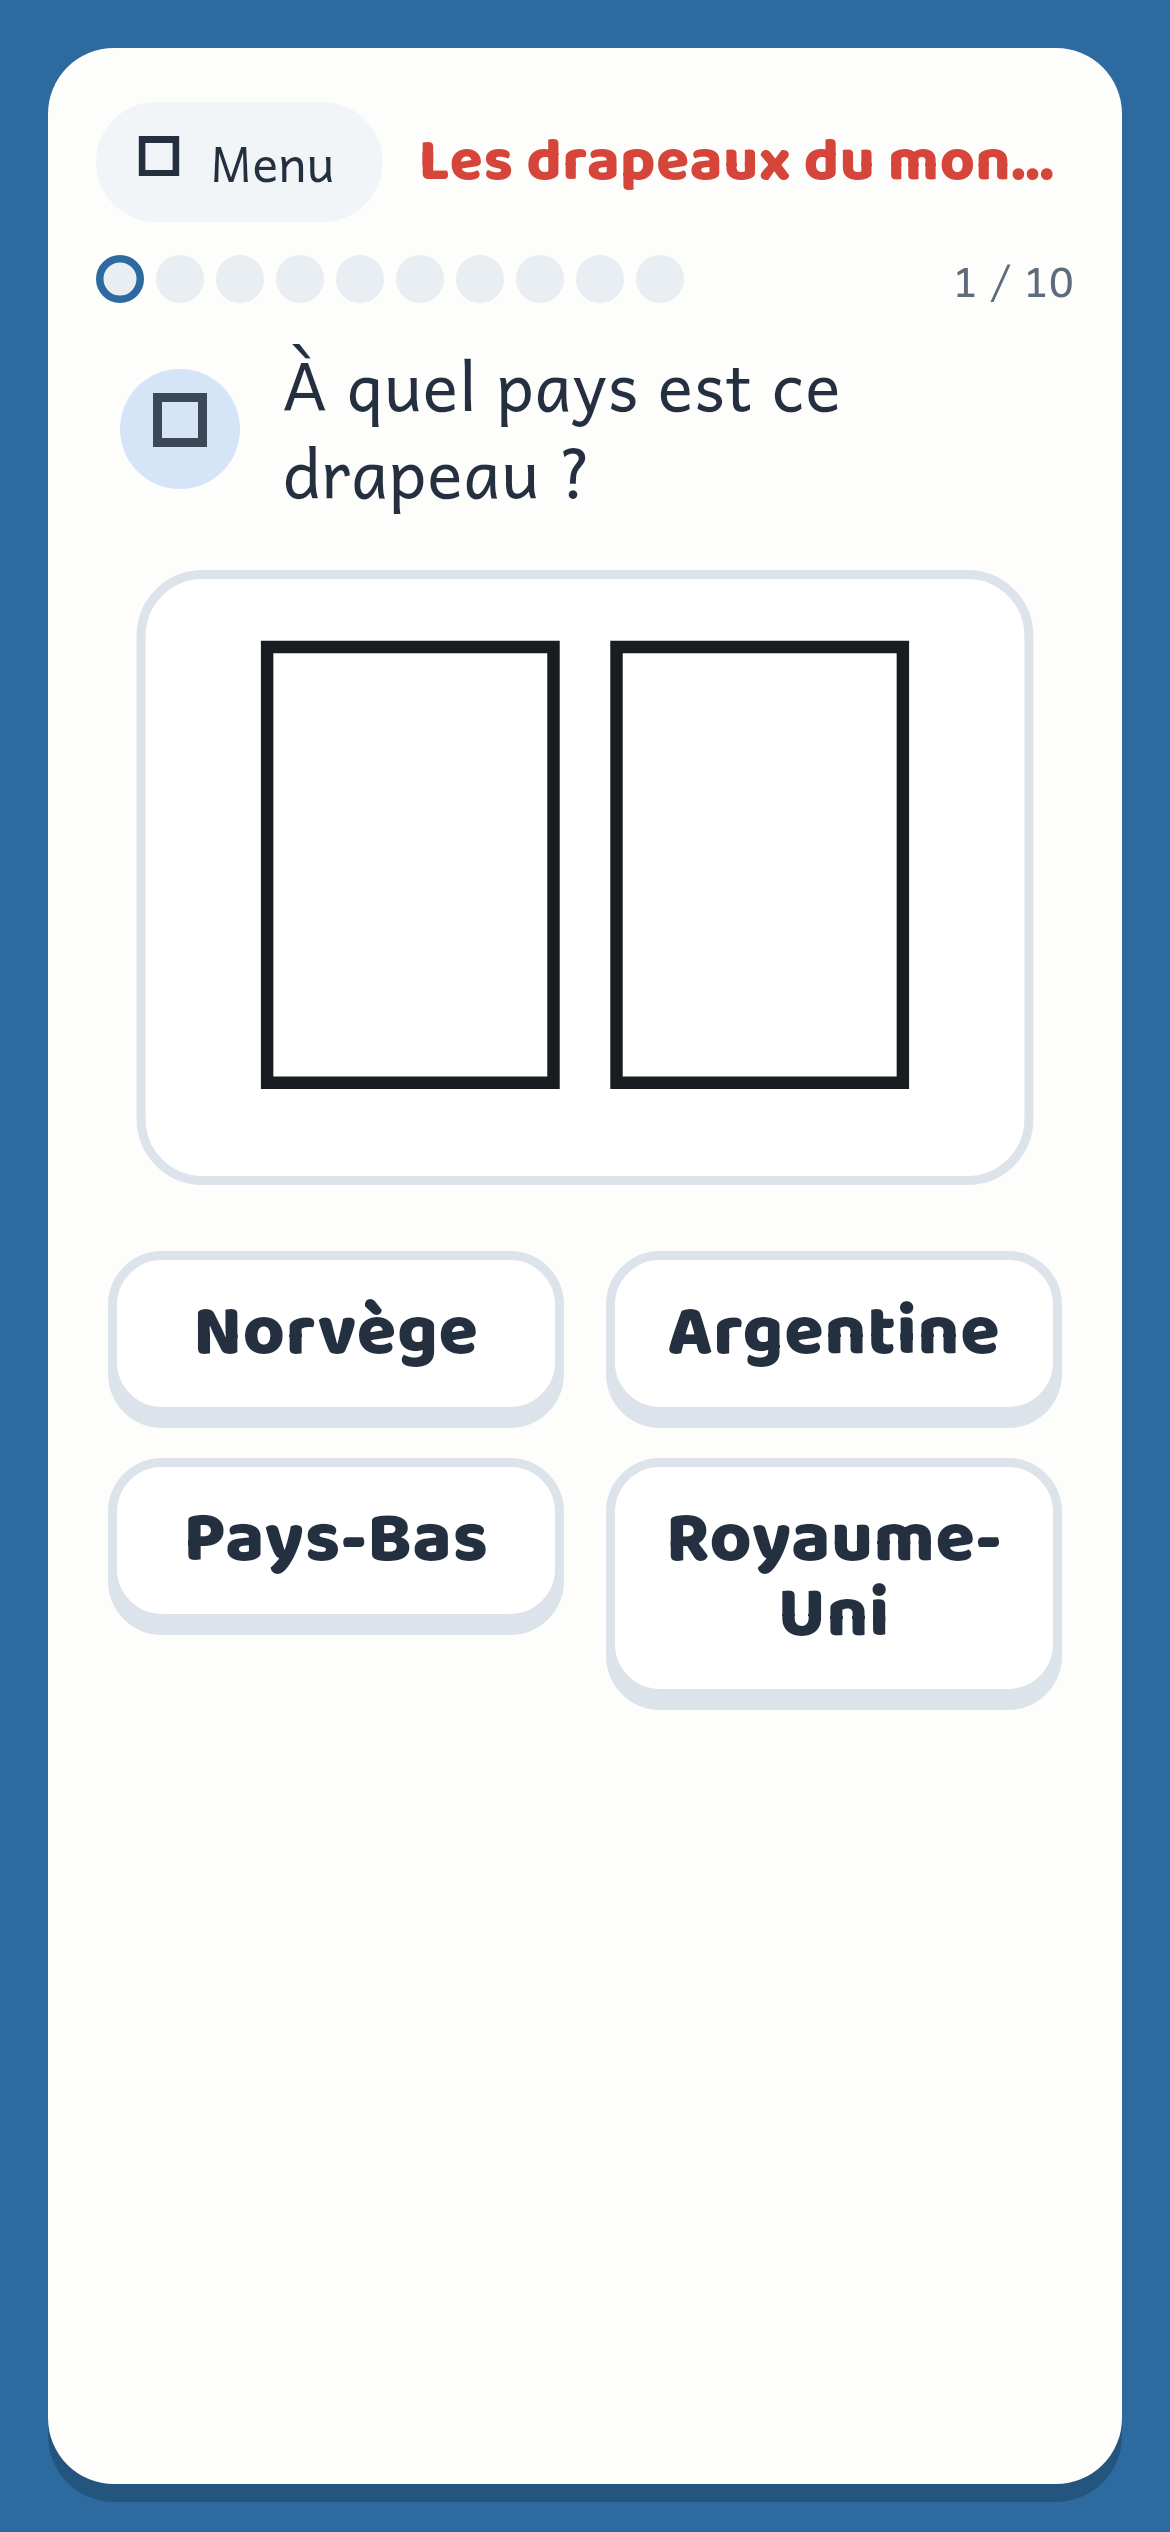 Menu
Les drapeaux du mon...
1 / 10
À quel pays est ce
drapeau ?
Norvège
Argentine
Pays-Bas
Royaume-
Uni